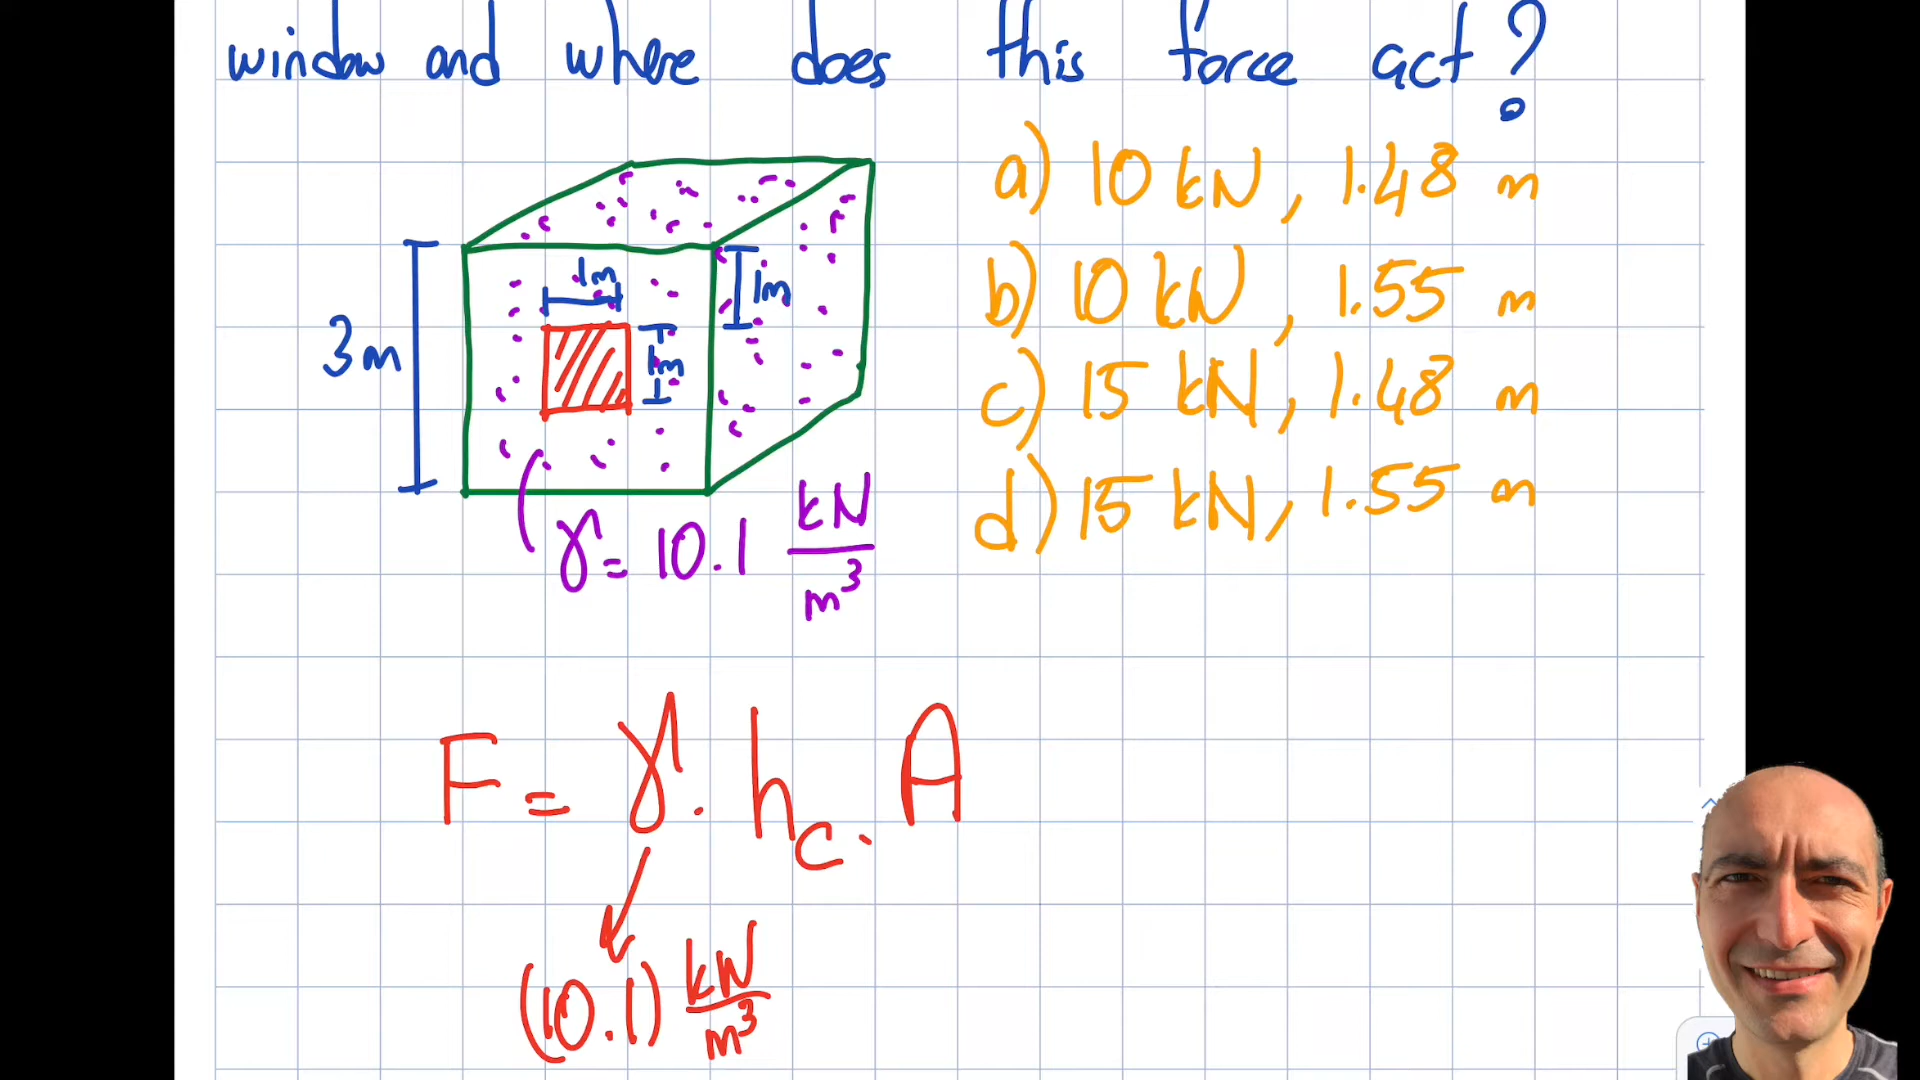 window and where does this force act?
a) 10 kN, 1.48 m
b) 10 kN, 1.55 m
c) 15 kN, 1.48 m
d) 15 kN, 1.55 m
1m
1m
1m
3m
γ = 10.1 kN/m³
F = γ · hc · A
(10.1) kN/m³